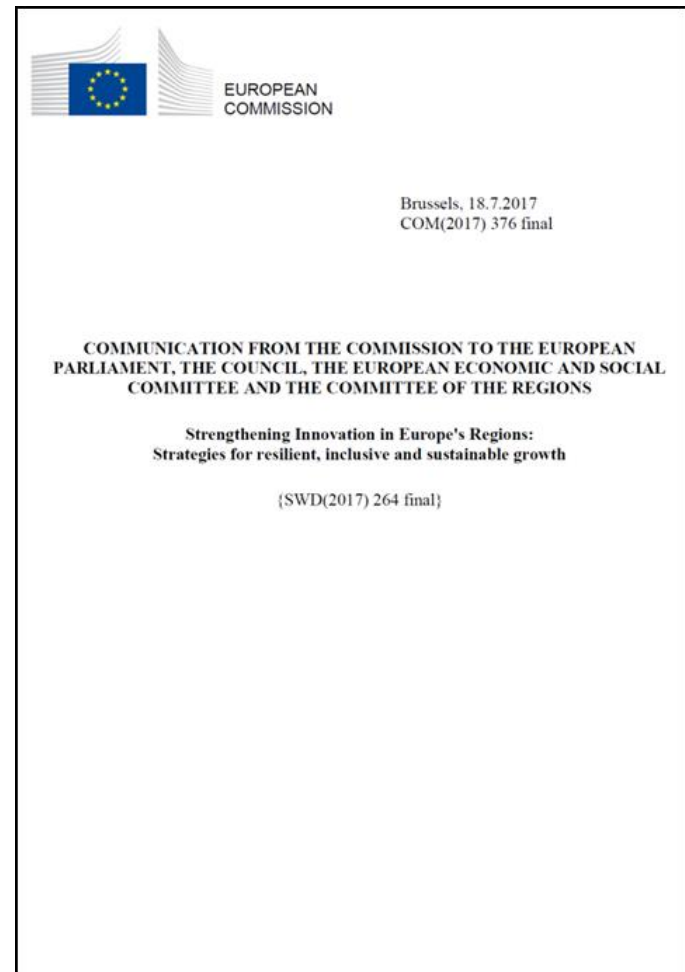 EUROPEAN
COMMISSION
Brussels, 18.7.2017
COM(2017) 376 final
COMMUNICATION FROM THE COMMISSION TO THE EUROPEAN
PARLIAMENT, THE COUNCIL, THE EUROPEAN ECONOMIC AND SOCIAL
COMMITTEE AND THE COMMITTEE OF THE REGIONS
Strengthening Innovation in Europe's Regions:
Strategies for resilient, inclusive and sustainable growth
{SWD(2017) 264 final}